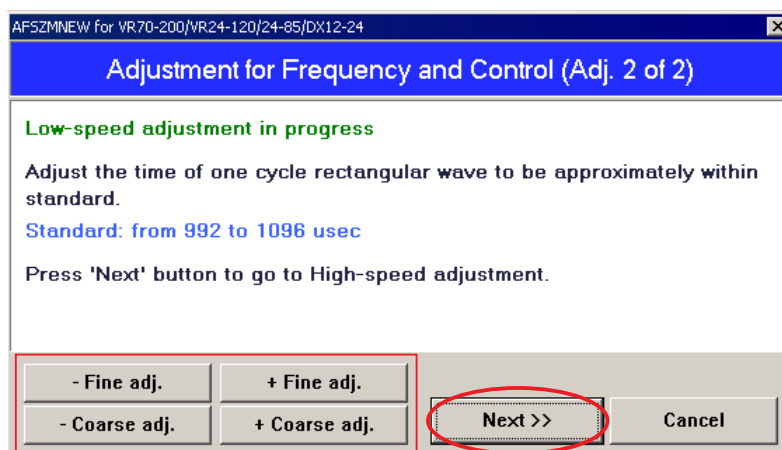 AFSZMNEW for VR70-200/VR24-120/24-85/DX12-24
Adjustment for Frequency and Control (Adj. 2 of 2)
Low-speed adjustment in progress
Adjust the time of one cycle rectangular wave to be approximately within
standard.
Standard: from 992 to 1096 usec
Press 'Next' button to go to High-speed adjustment.
- Fine adj. + Fine adj.
- Coarse adj. + Coarse adj. Next >> Cancel